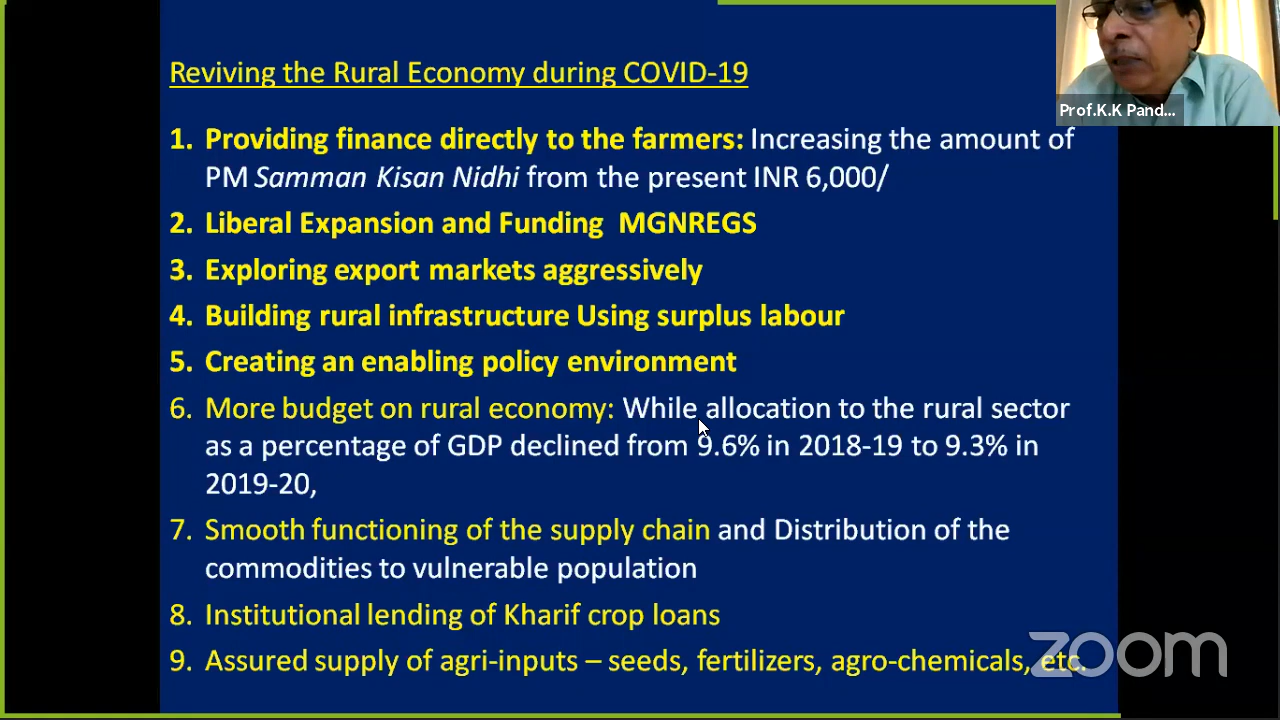 Reviving the Rural Economy during COVID-19
Prof.K.K Pand...
1. Providing finance directly to the farmers: Increasing the amount of
PM Samman Kisan Nidhi from the present INR 6,000/
2. Liberal Expansion and Funding MGNREGS
3. Exploring export markets aggressively
4. Building rural infrastructure Using surplus labour
5. Creating an enabling policy environment
6. More budget on rural economy: While allocation to the rural sector
as a percentage of GDP declined from 9.6% in 2018-19 to 9.3% in
2019-20,
7. Smooth functioning of the supply chain and Distribution of the
commodities to vulnerable population
8. Institutional lending of Kharif crop loans
9. Assured supply of agri-inputs – seeds, fertilizers, agro-chemicals, etc.
zoom